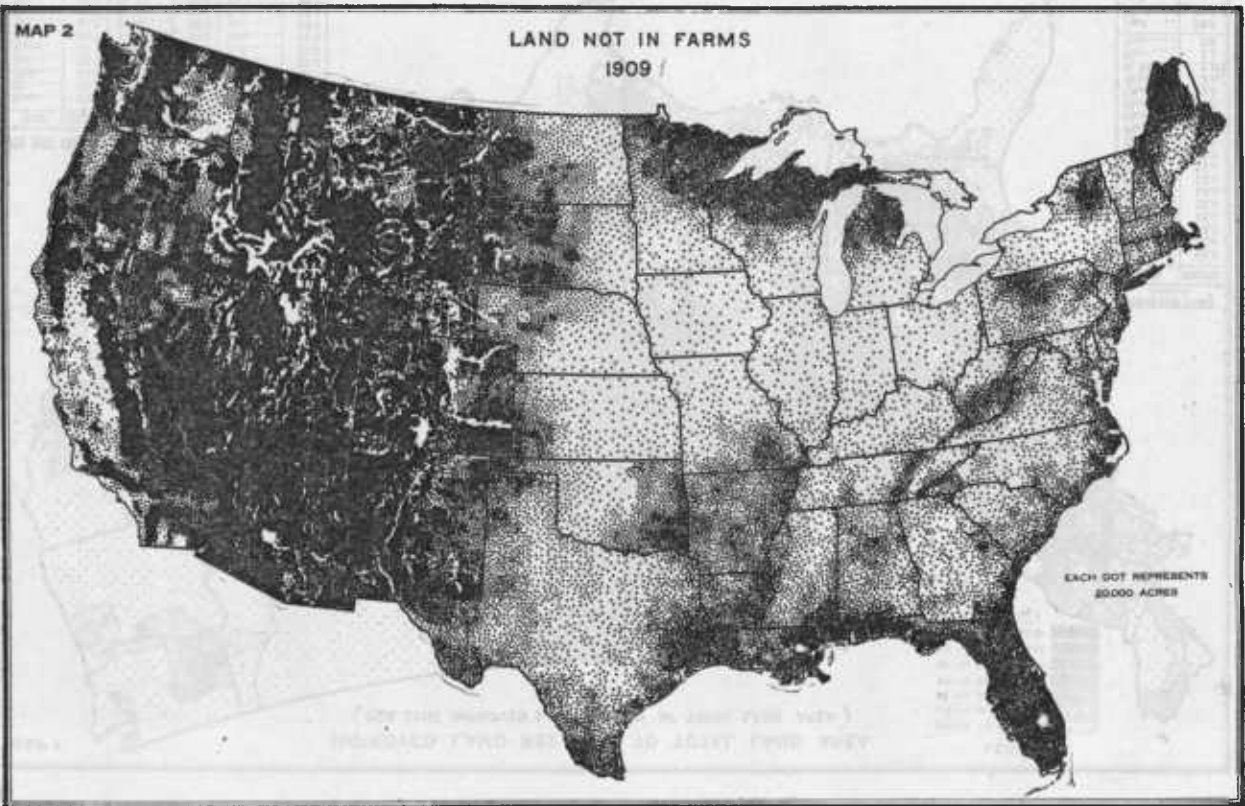 MAP 2
LAND NOT IN FARMS
1909
EACH DOT REPRESENTS
20,000 ACRES